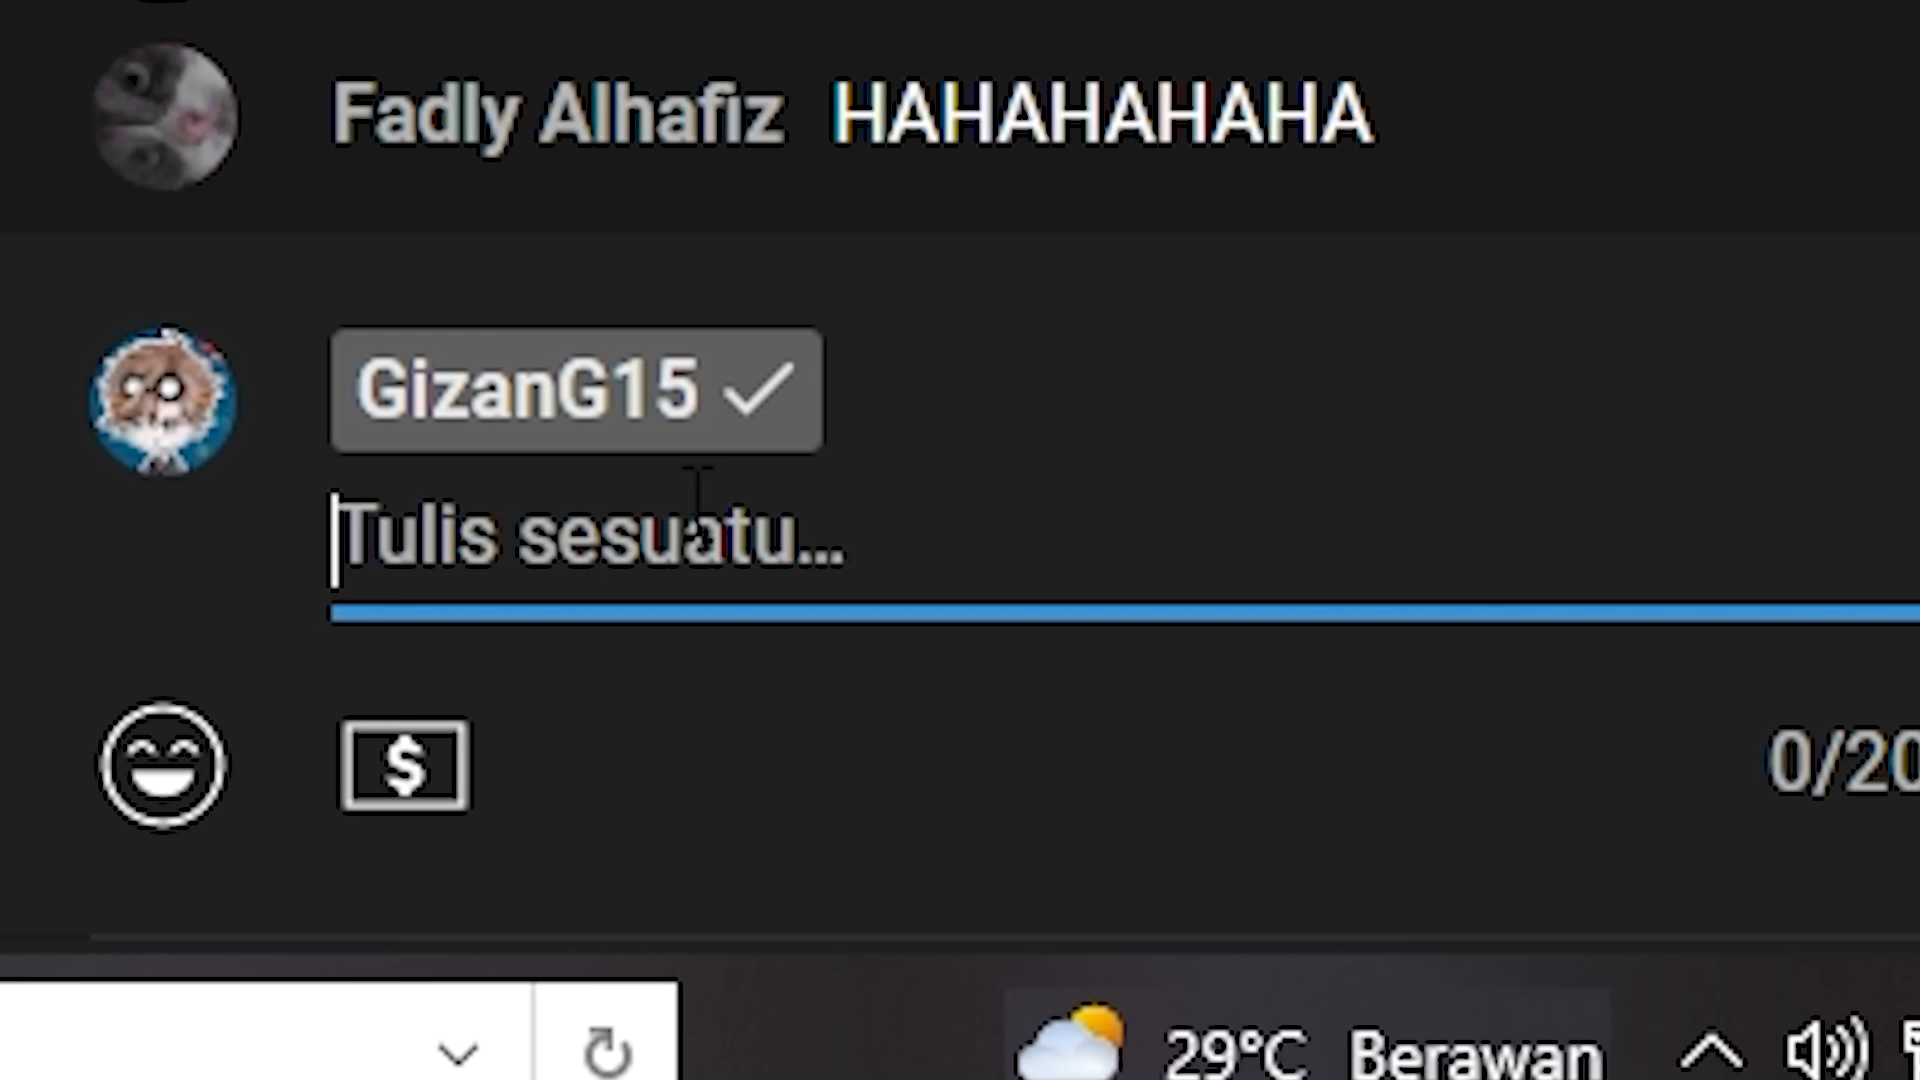 Fadly Alhafiz HAHAHAHAHA
GizanG15
Tulis sesuatu...
$
0/20
29°C Berawan